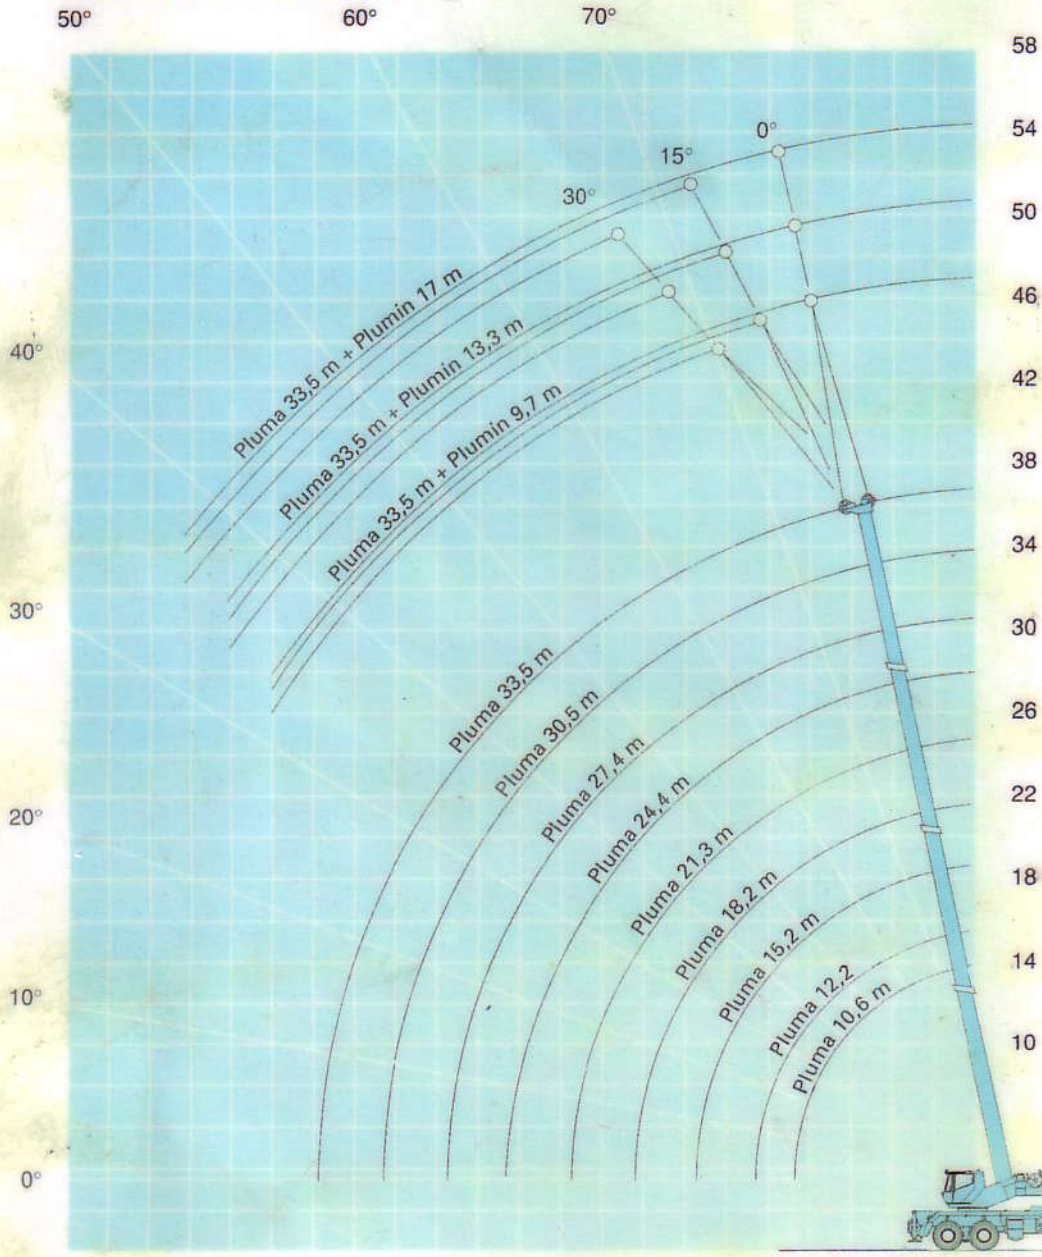 50° 60° 70°
58
54
0°
15°
30°
50
46
Pluma 33,5 m + Plumin 17 m
40°
42
Pluma 33,5 m + Plumin 13,3 m
Pluma 33,5 m + Plumin 9,7 m
38
34
30°
30
Pluma 33,5 m
26
Pluma 30,5 m
Pluma 27,4 m
22
20°
Pluma 24,4 m
18
Pluma 21,3 m
Pluma 18,2 m
14
Pluma 15,2 m
10°
Pluma 12,2
10
Pluma 10,6 m
0°